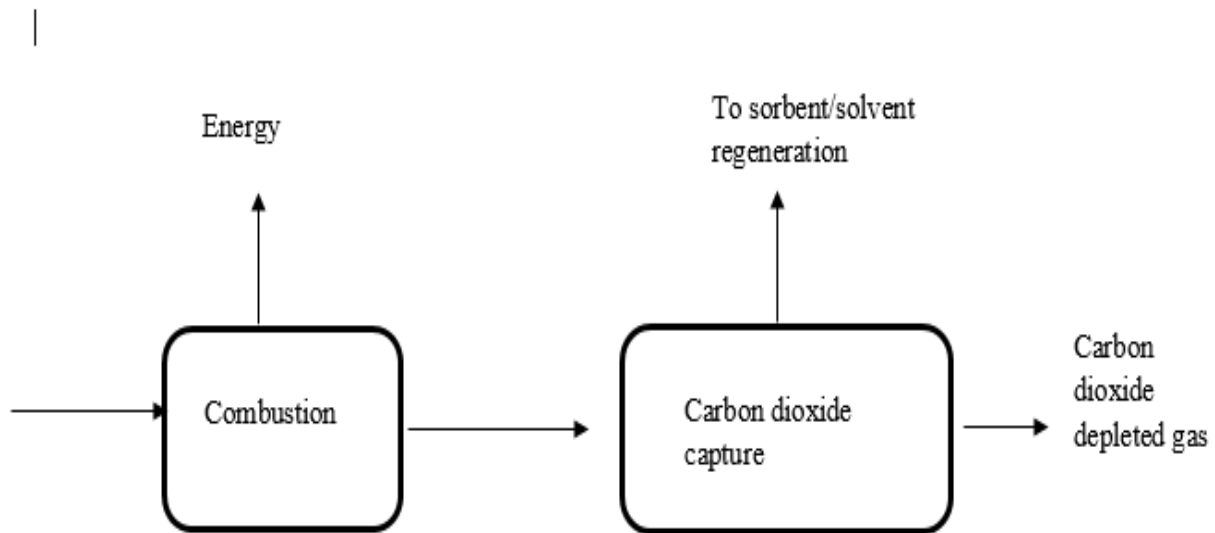 Energy
To sorbent/solvent
regeneration
Combustion
Carbon dioxide
capture
Carbon
dioxide
depleted gas